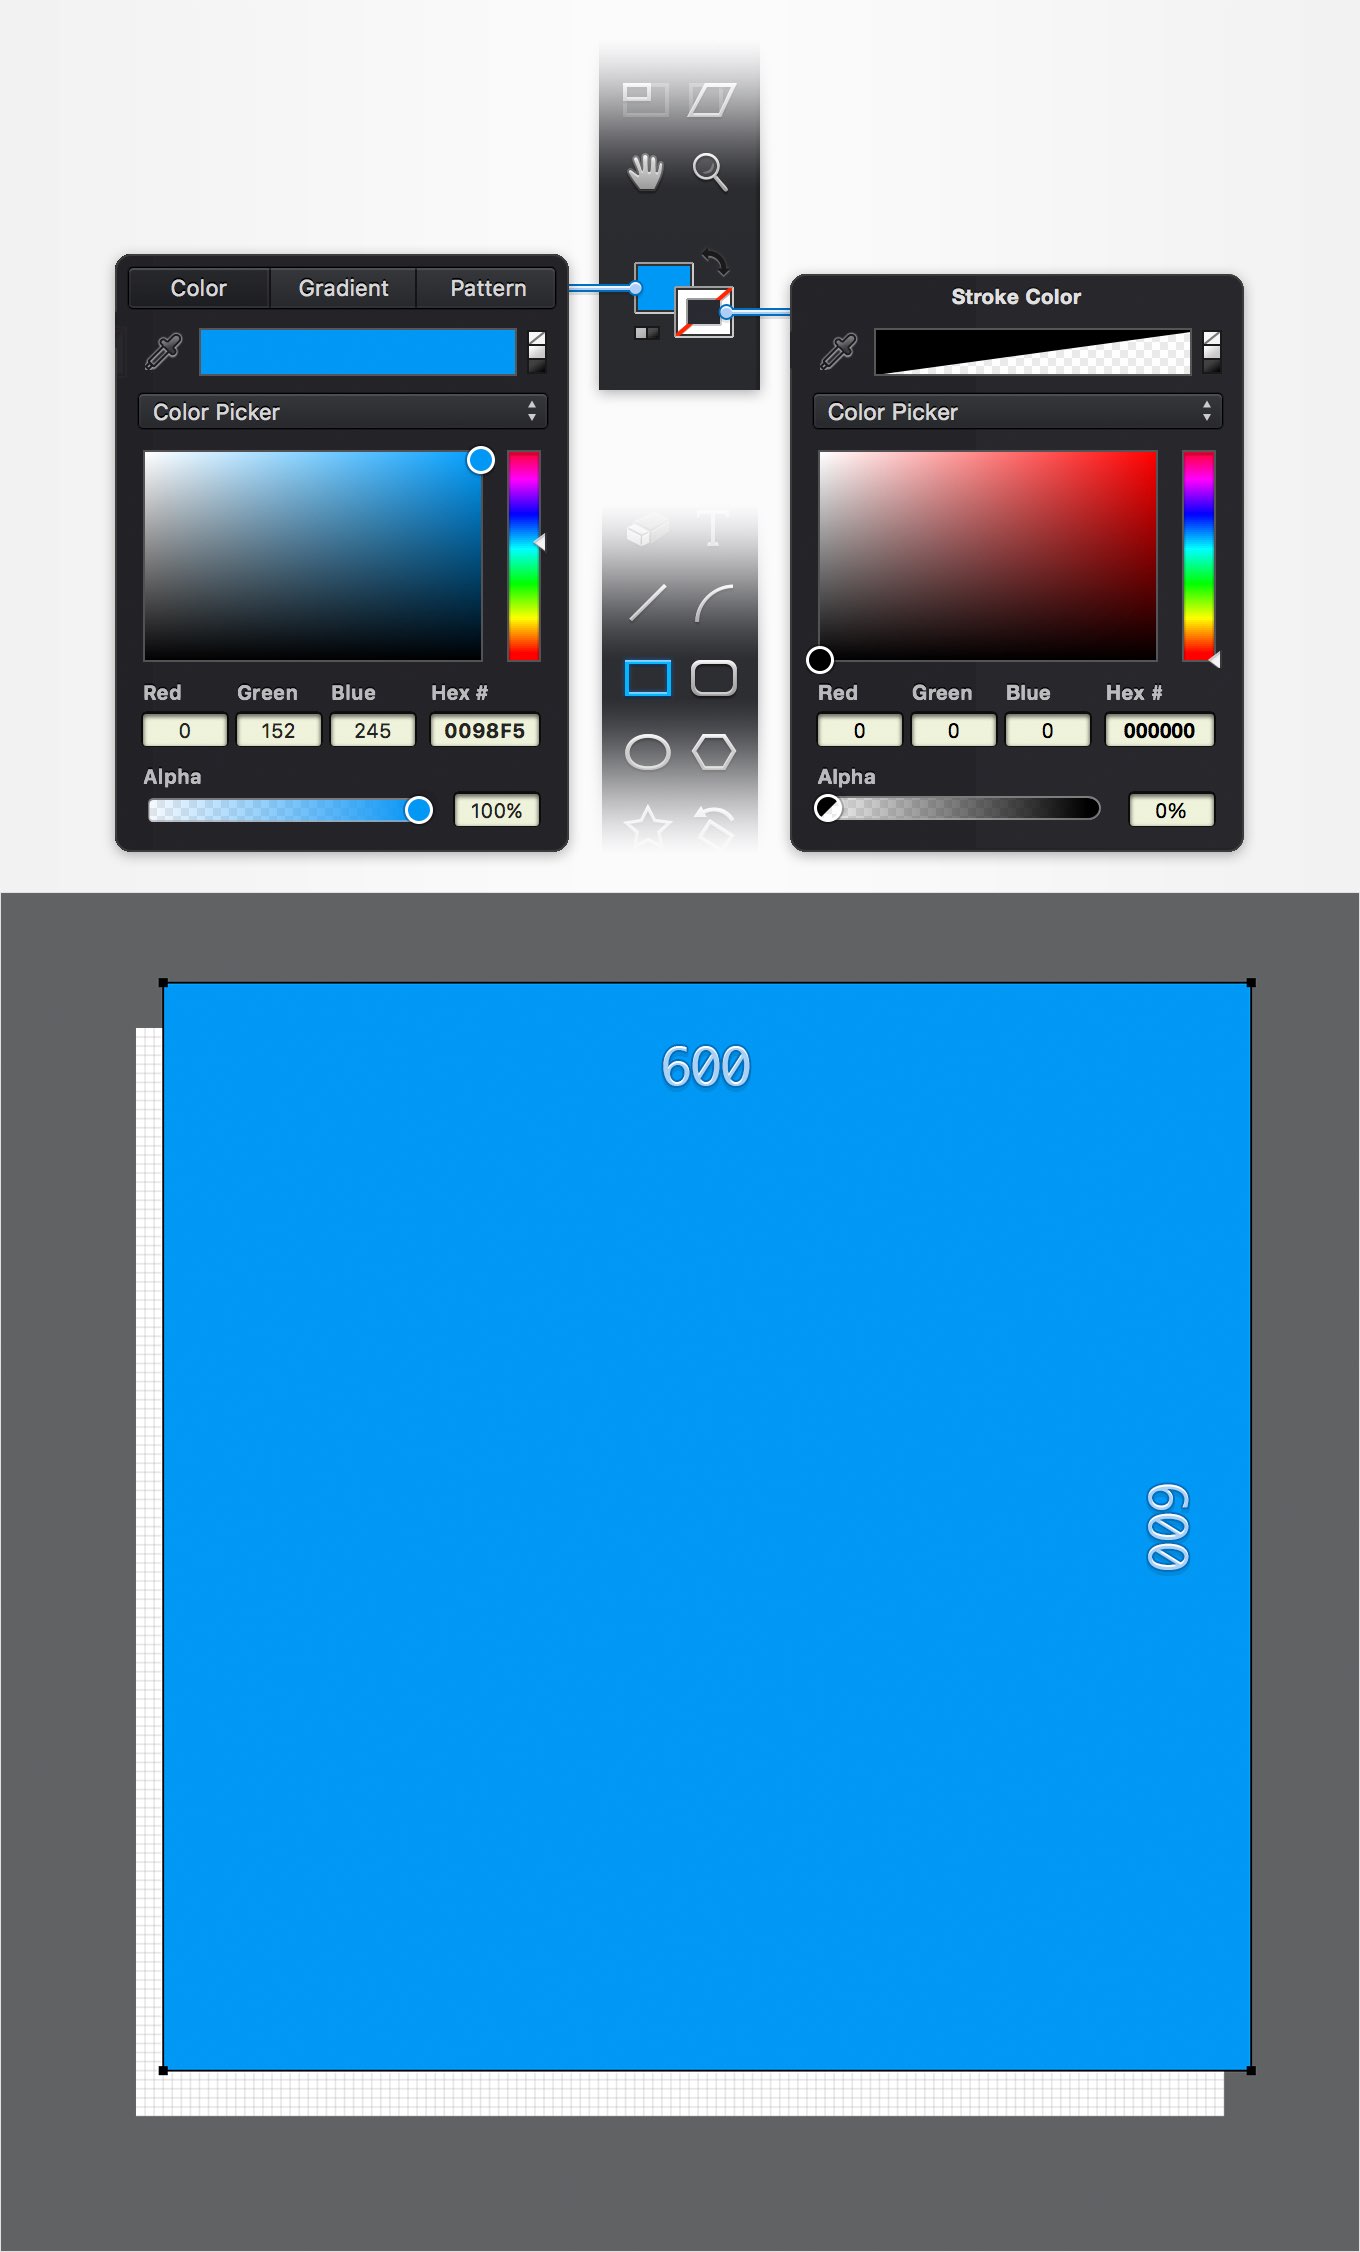 Color Gradient Pattern
Color Picker
Red Green Blue Hex #
0 152 245 0098F5
Alpha
100%
T
Stroke Color
Color Picker
Red Green Blue Hex #
0 0 0 000000
Alpha
0%
600
600